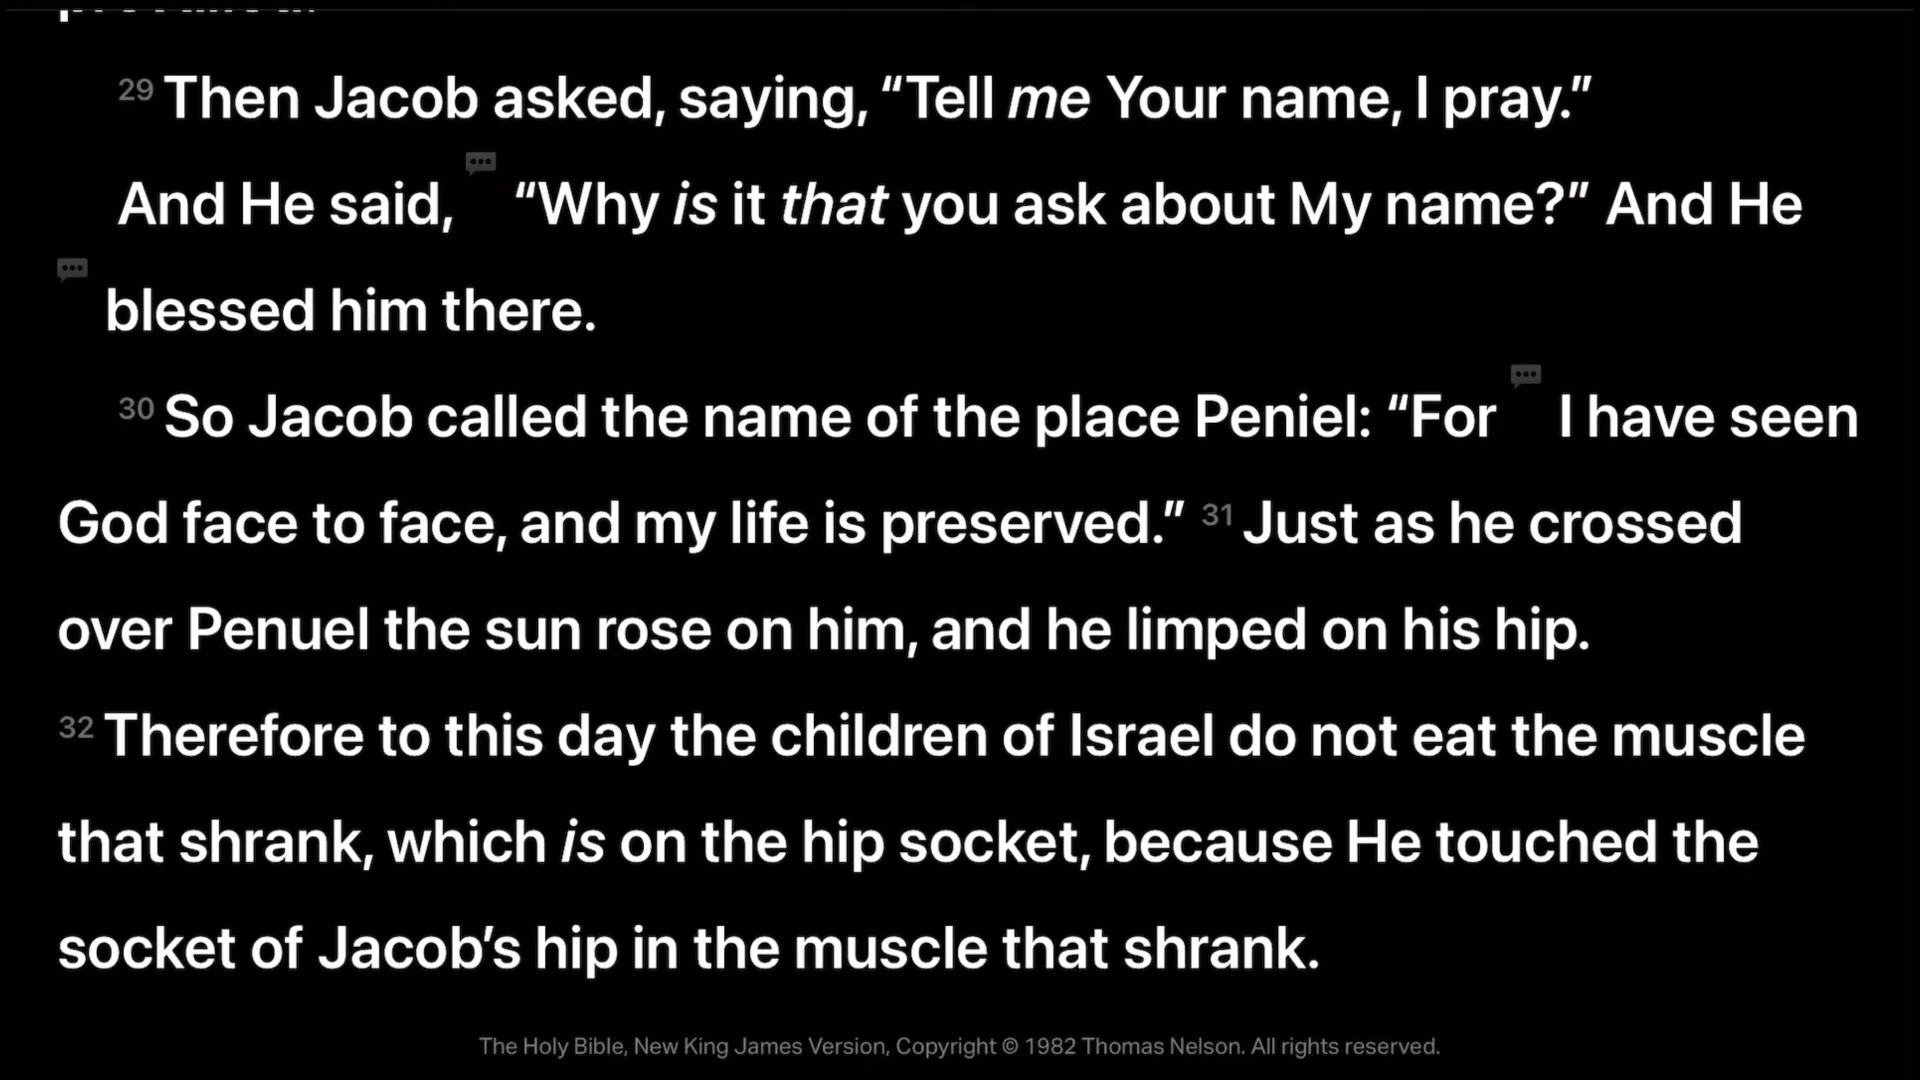 29 Then Jacob asked, saying, “Tell me Your name, I pray.”
And He said, “Why is it that you ask about My name?” And He
blessed him there.
30 So Jacob called the name of the place Peniel: “For I have seen
God face to face, and my life is preserved.” 31 Just as he crossed
over Penuel the sun rose on him, and he limped on his hip.
32 Therefore to this day the children of Israel do not eat the muscle
that shrank, which is on the hip socket, because He touched the
socket of Jacob’s hip in the muscle that shrank.
The Holy Bible, New King James Version, Copyright © 1982 Thomas Nelson. All rights reserved.